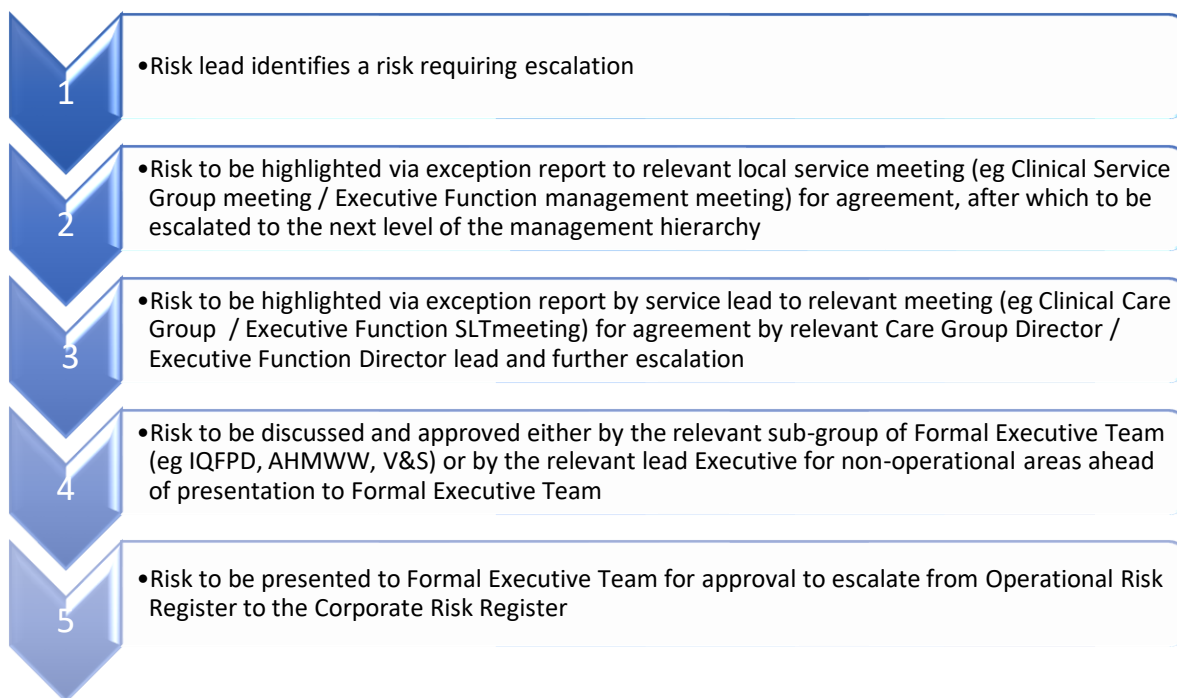 1
•Risk lead identifies a risk requiring escalation
2
•Risk to be highlighted via exception report to relevant local service meeting (eg Clinical Service
Group meeting / Executive Function management meeting) for agreement, after which to be
escalated to the next level of the management hierarchy
3
•Risk to be highlighted via exception report by service lead to relevant meeting (eg Clinical Care
Group / Executive Function SLTmeeting) for agreement by relevant Care Group Director /
Executive Function Director lead and further escalation
4
•Risk to be discussed and approved either by the relevant sub-group of Formal Executive Team
(eg IQFPD, AHMWW, V&S) or by the relevant lead Executive for non-operational areas ahead
of presentation to Formal Executive Team
5
•Risk to be presented to Formal Executive Team for approval to escalate from Operational Risk
Register to the Corporate Risk Register